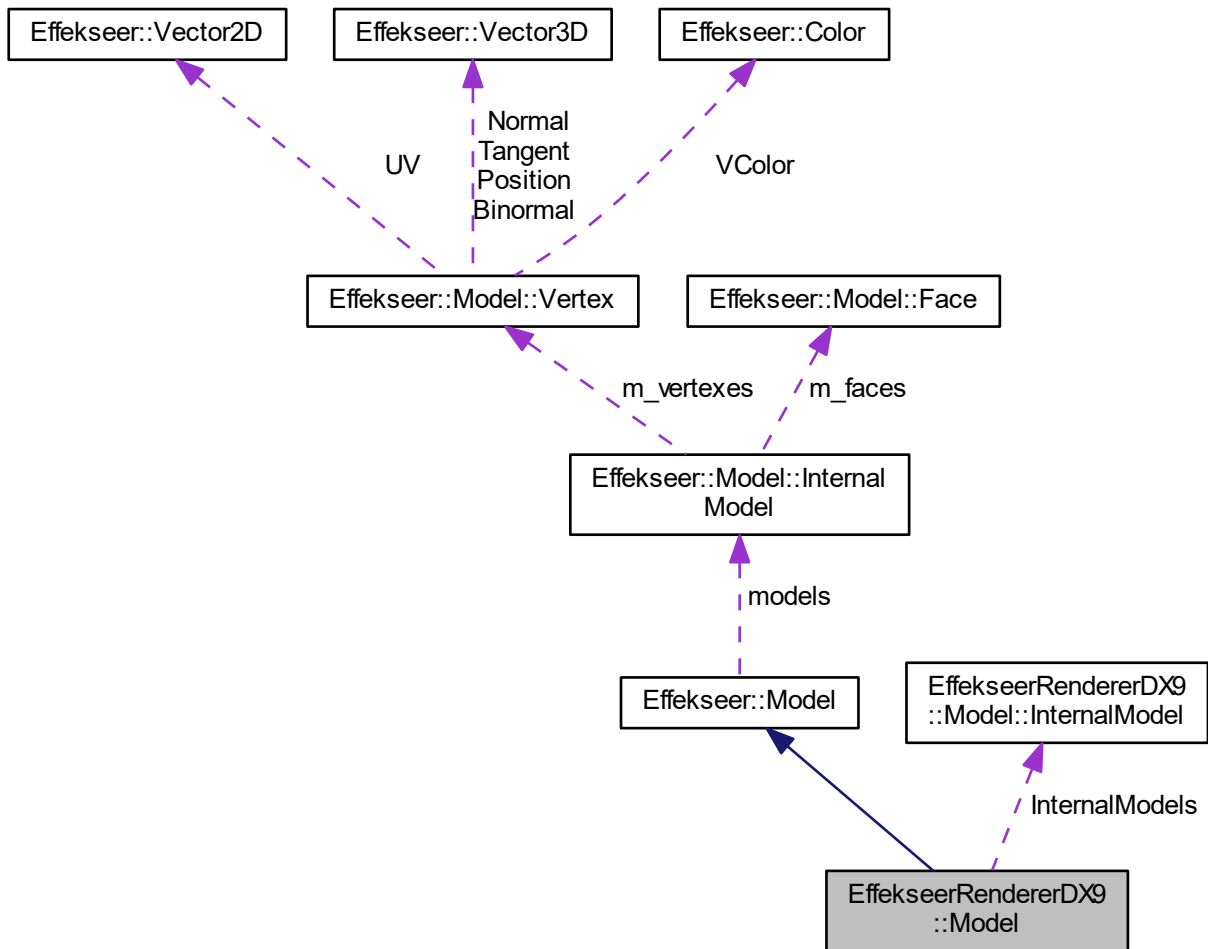 Effekseer::Vector2D
Effekseer::Vector3D
Effekseer::Color
UV
Normal
Tangent
Position
Binormal
VColor
Effekseer::Model::Vertex
Effekseer::Model::Face
m_vertexes
m_faces
Effekseer::Model::Internal
Model
models
Effekseer::Model
EffekseerRendererDX9
::Model::InternalModel
InternalModels
EffekseerRendererDX9
::Model